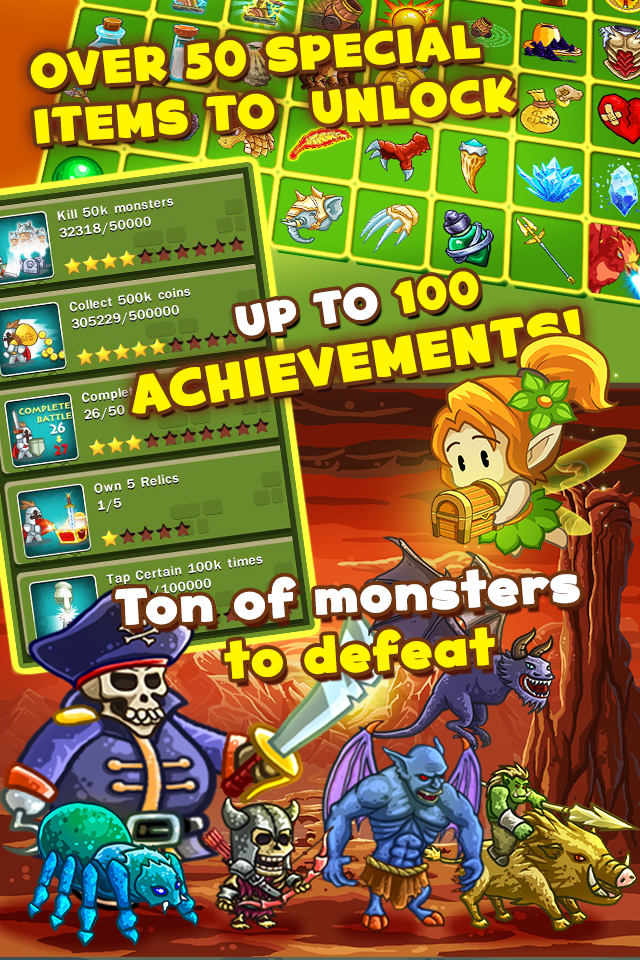 OVER 50 SPECIAL
ITEMS TO UNLOCK
Kill 50k monsters
32318/50000
Collect 500k coins
305229/500000
UP TO 100
ACHIEVEMENTS!
COMPLETE
BATTLE
26
27
Complet
26/50
Own 5 Relics
1/5
Tap Certain 100k times
/100000
Ton of monsters
to defeat